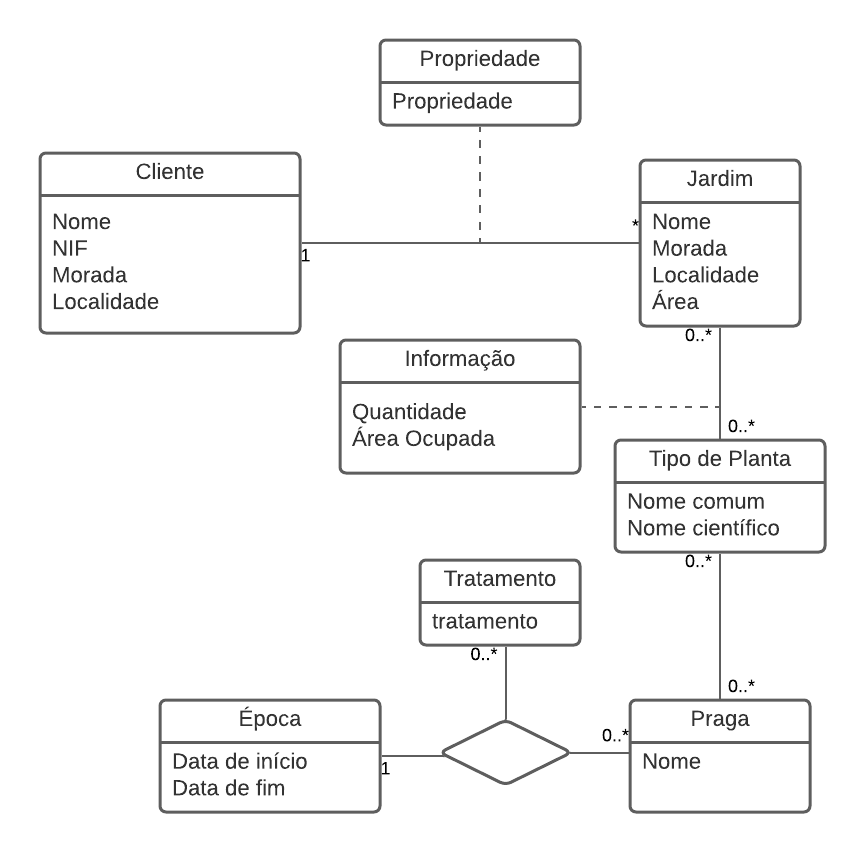 Propriedade
Propriedade
Cliente
Nome
NIF
Morada
Localidade
1
*
Jardim
Nome
Morada
Localidade
Área
0..*
Informação
Quantidade
Área Ocupada
0..*
Tipo de Planta
Nome comum
Nome científico
0..*
Tratamento
tratamento
0..*
0..*
Época
Data de início
Data de fim
1
0..*
Praga
Nome